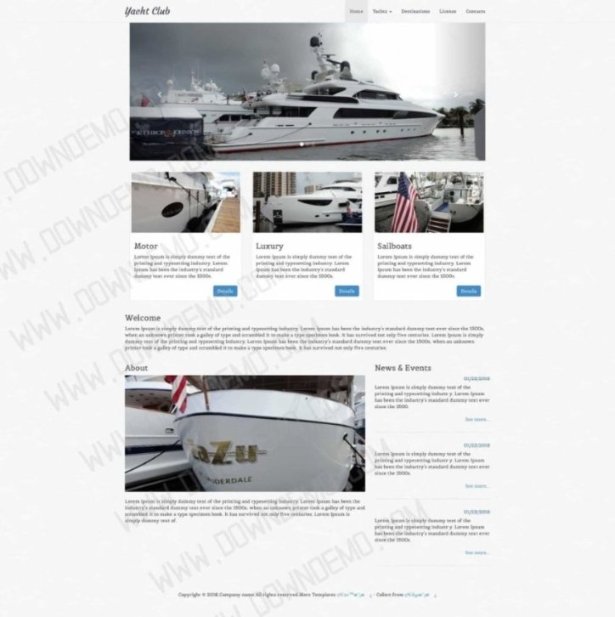 Yacht Club
Home Yachts Destinations License Contacts
Motor
Lorem Ipsum is simply dummy text of the
printing and typesetting industry. Lorem
Ipsum has been the industry's standard
dummy text ever since the 1500s.
Details
Luxury
Lorem Ipsum is simply dummy text of the
printing and typesetting industry. Lorem
Ipsum has been the industry's standard
dummy text ever since the 1500s.
Details
Sailboats
Lorem Ipsum is simply dummy text of the
printing and typesetting industry. Lorem
Ipsum has been the industry's standard
dummy text ever since the 1500s.
Details
Welcome
Lorem Ipsum is simply dummy text of the printing and typesetting industry. Lorem Ipsum has been the industry's standard dummy text ever since the 1500s,
when an unknown printer took a galley of type and scrambled it to make a type specimen book. It has survived not only five centuries. Lorem Ipsum is simply
dummy text of the printing and typesetting industry. Lorem Ipsum has been the industry's standard dummy text ever since the 1500s, when an unknown
printer took a galley of type and scrambled it to make a type specimen book. It has survived not only five centuries.
About
DERDALE
Lorem Ipsum is simply dummy text of the printing and typesetting industry. Lorem Ipsum has been the
industry's standard dummy text ever since the 1500s, when an unknown printer took a galley of type and
scrambled it to make a type specimen book. It has survived not only five centuries. Lorem Ipsum is
simply dummy text of.
News & Events
Lorem Ipsum is simply dummy text of the
printing and typesetting industr y. Lorem Ipsum
has been the industry's standard dummy text ever
since the 1500.
See more...
Lorem Ipsum is simply dummy text of the
printing and typesetting industr y. Lorem Ipsum
has been the industry's standard dummy text ever
since the 1500.
See more...
Lorem Ipsum is simply dummy text of the
printing and typesetting industr y. Lorem Ipsum
has been the industry's standard dummy text ever
since the 1500.
See more...
Copyright © 2016.Company name All rights reserved.More Templates - Collect from
WWW.DOWNDEMO.COM
WWW.DOWNDEMO.COM
WWW.DOWNDEMO.COM
WWW.DOWNDEMO.COM